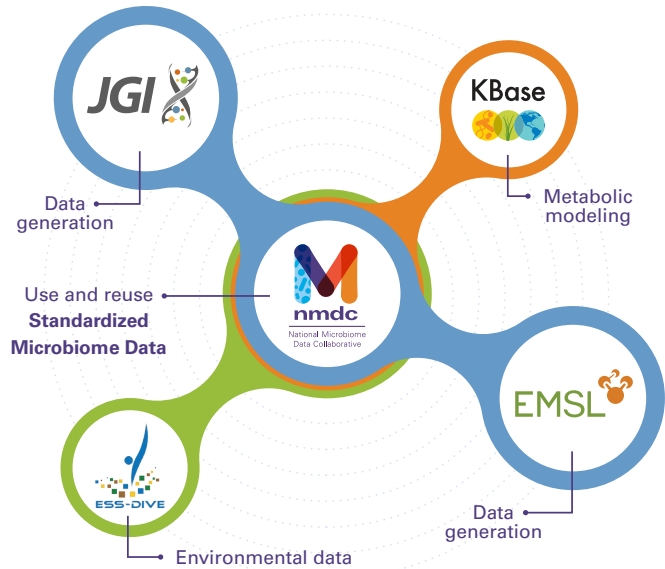 JGI
KBase
Data
generation
Metabolic
modeling
Use and reuse
Standardized
Microbiome Data
nmdc
National Microbiome
Data Collaborative
EMSL
ESS-DIVE
Data
generation
Environmental data